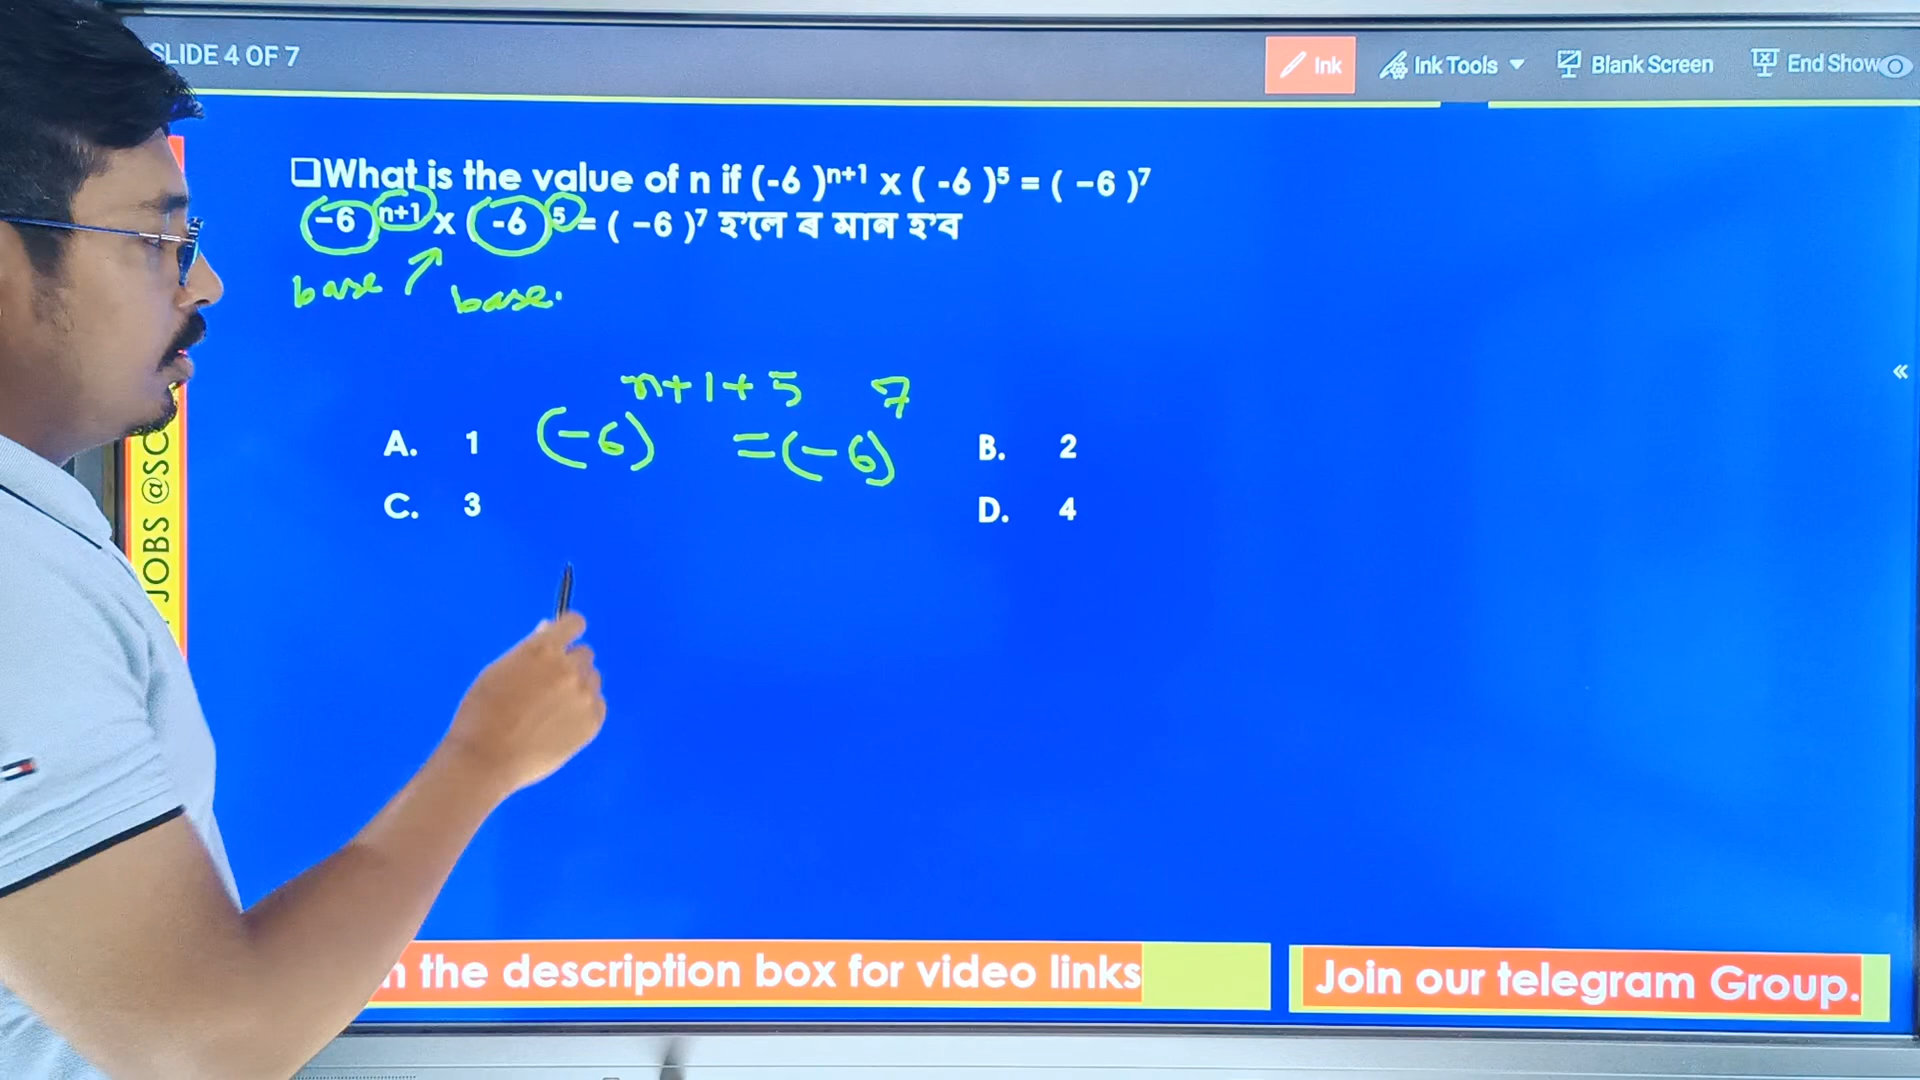 SLIDE 4 OF 7
Ink
Ink Tools
Blank Screen
End Show
❑What is the value of n if (-6 )ⁿ⁺¹ x ( -6 )⁵ = ( −6 )⁷
(−6)ⁿ⁺¹ x ( -6 )⁵ = ( −6 )⁷ হ’লে ৰ মান হ’ব
base ↗ base.
(−6)ⁿ⁺¹⁺⁵ = (−6)⁷
A. 1
B. 2
C. 3
D. 4
JOBS @SC
the description box for video links
Join our telegram Group.